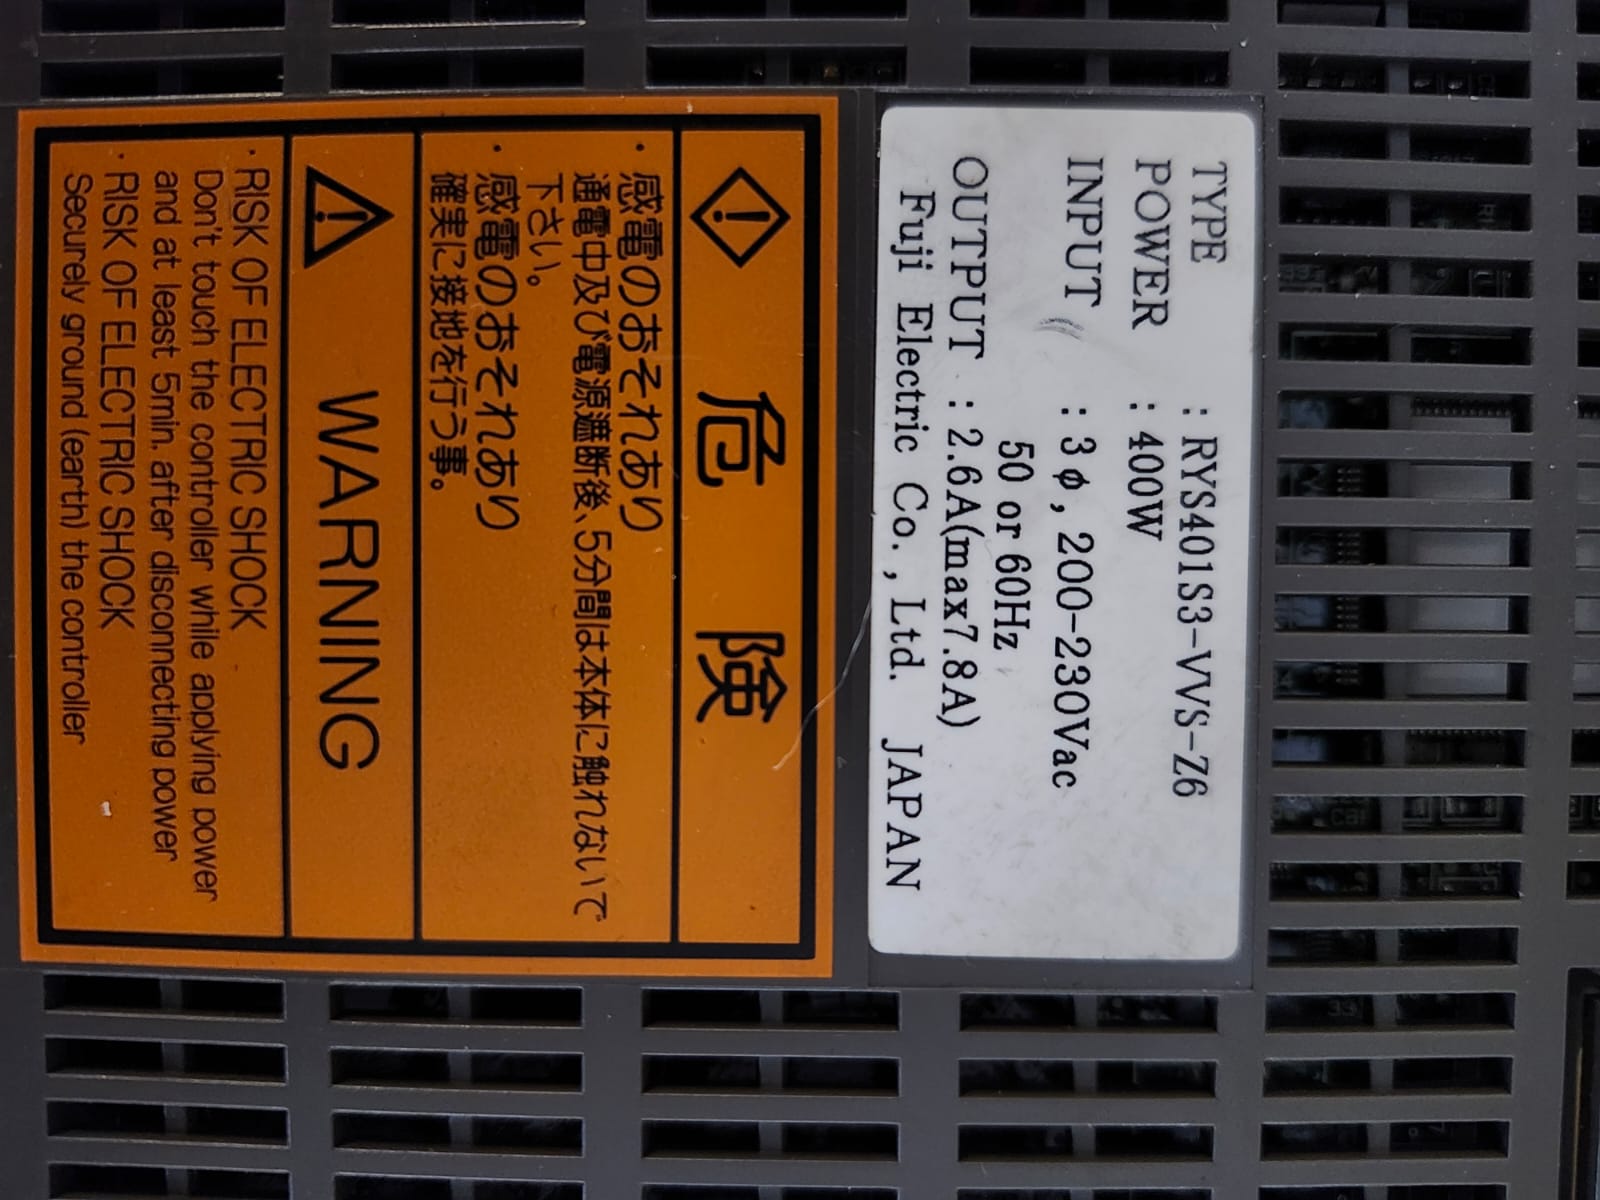 TYPE : RYS401S3-VVS-Z6
POWER : 400W
INPUT : 3φ, 200-230Vac
50 or 60Hz
OUTPUT : 2.6A(max7.8A)
Fuji Electric Co., Ltd. JAPAN
危険
・感電のおそれあり
通電中及び電源遮断後、5分間は本体に触れないで
下さい。
・感電のおそれあり
確実に接地を行う事。
WARNING
・RISK OF ELECTRIC SHOCK
Don't touch the controller while applying power
and at least 5min. after disconnecting power
・RISK OF ELECTRIC SHOCK
Securely ground (earth) the controller